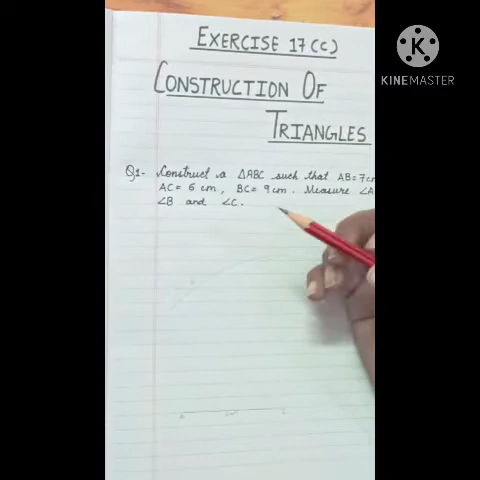 EXERCISE 17(C)
KINEMASTER
CONSTRUCTION OF
TRIANGLES
Q1- Construct a △ABC such that AB=7cm
AC= 6 cm, BC= 9 cm. Measure ∠A
∠B and ∠C.